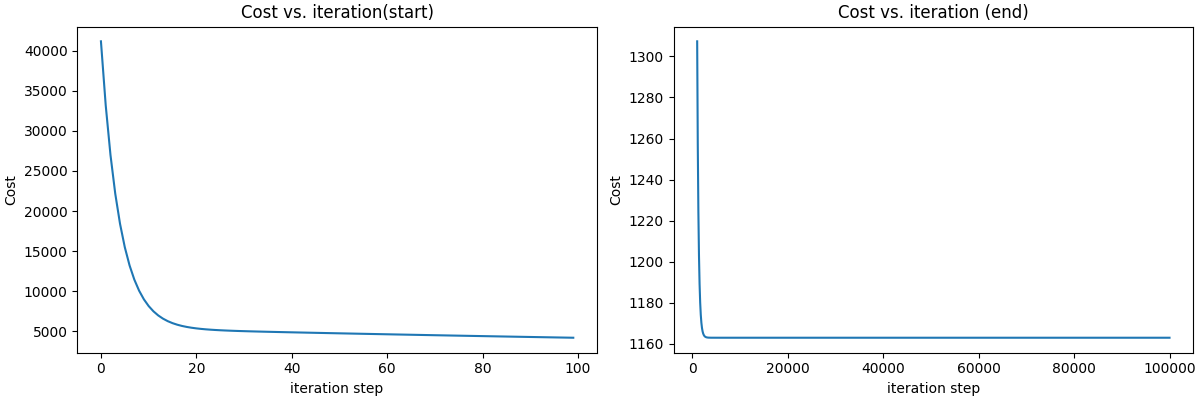 Cost vs. iteration(start)
40000
35000
30000
25000
20000
15000
10000
5000
Cost
0 20 40 60 80 100
iteration step
Cost vs. iteration (end)
1300
1280
1260
1240
1220
1200
1180
1160
Cost
0 20000 40000 60000 80000 100000
iteration step